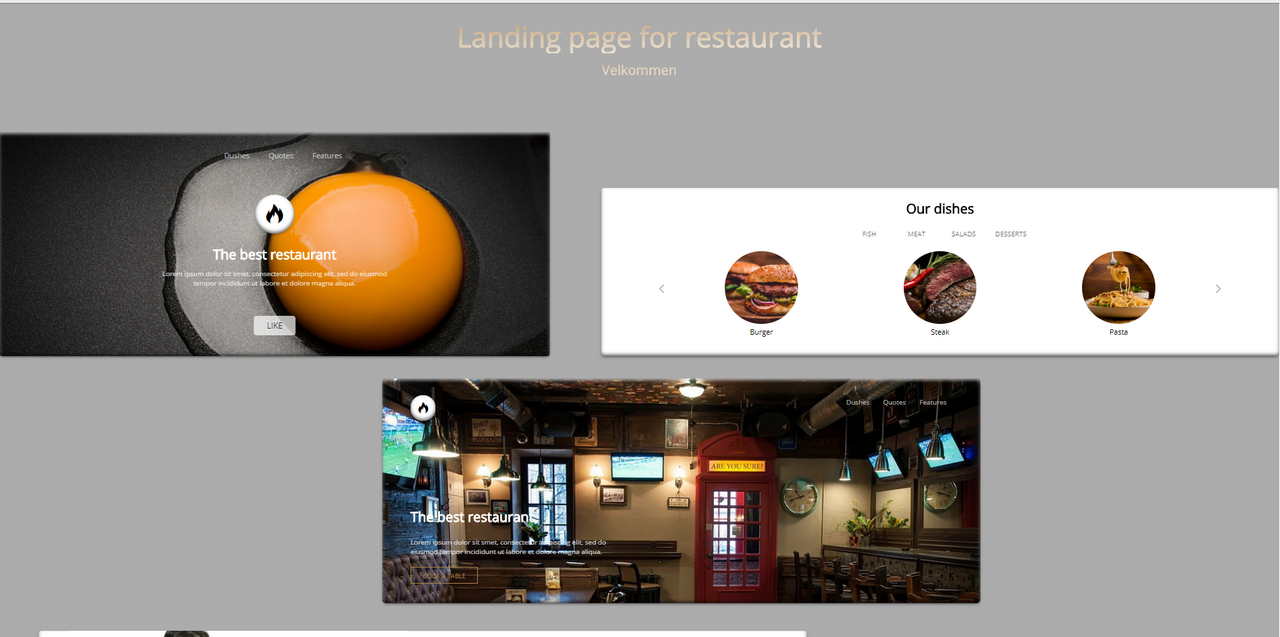 Landing page for restaurant
Velkommen
Dushes Quotes Features
The best restaurant
Lorem ipsum dolor sit smet, consectetur adipiscing elit, sed do eiusmod
tempor incididunt ut labore et dolore magna aliqua.
LIKE
Our dishes
FISH MEAT SALADS DESSERTS
Burger Steak Pasta
Dushes Quotes Features
ARE YOU SURE!
The best restaurant
Lorem ipsum dolor sit smet, consectetur adipiscing elit, sed do
eiusmod tempor incididunt ut labore et dolore magna aliqua.
BOOK A TABLE